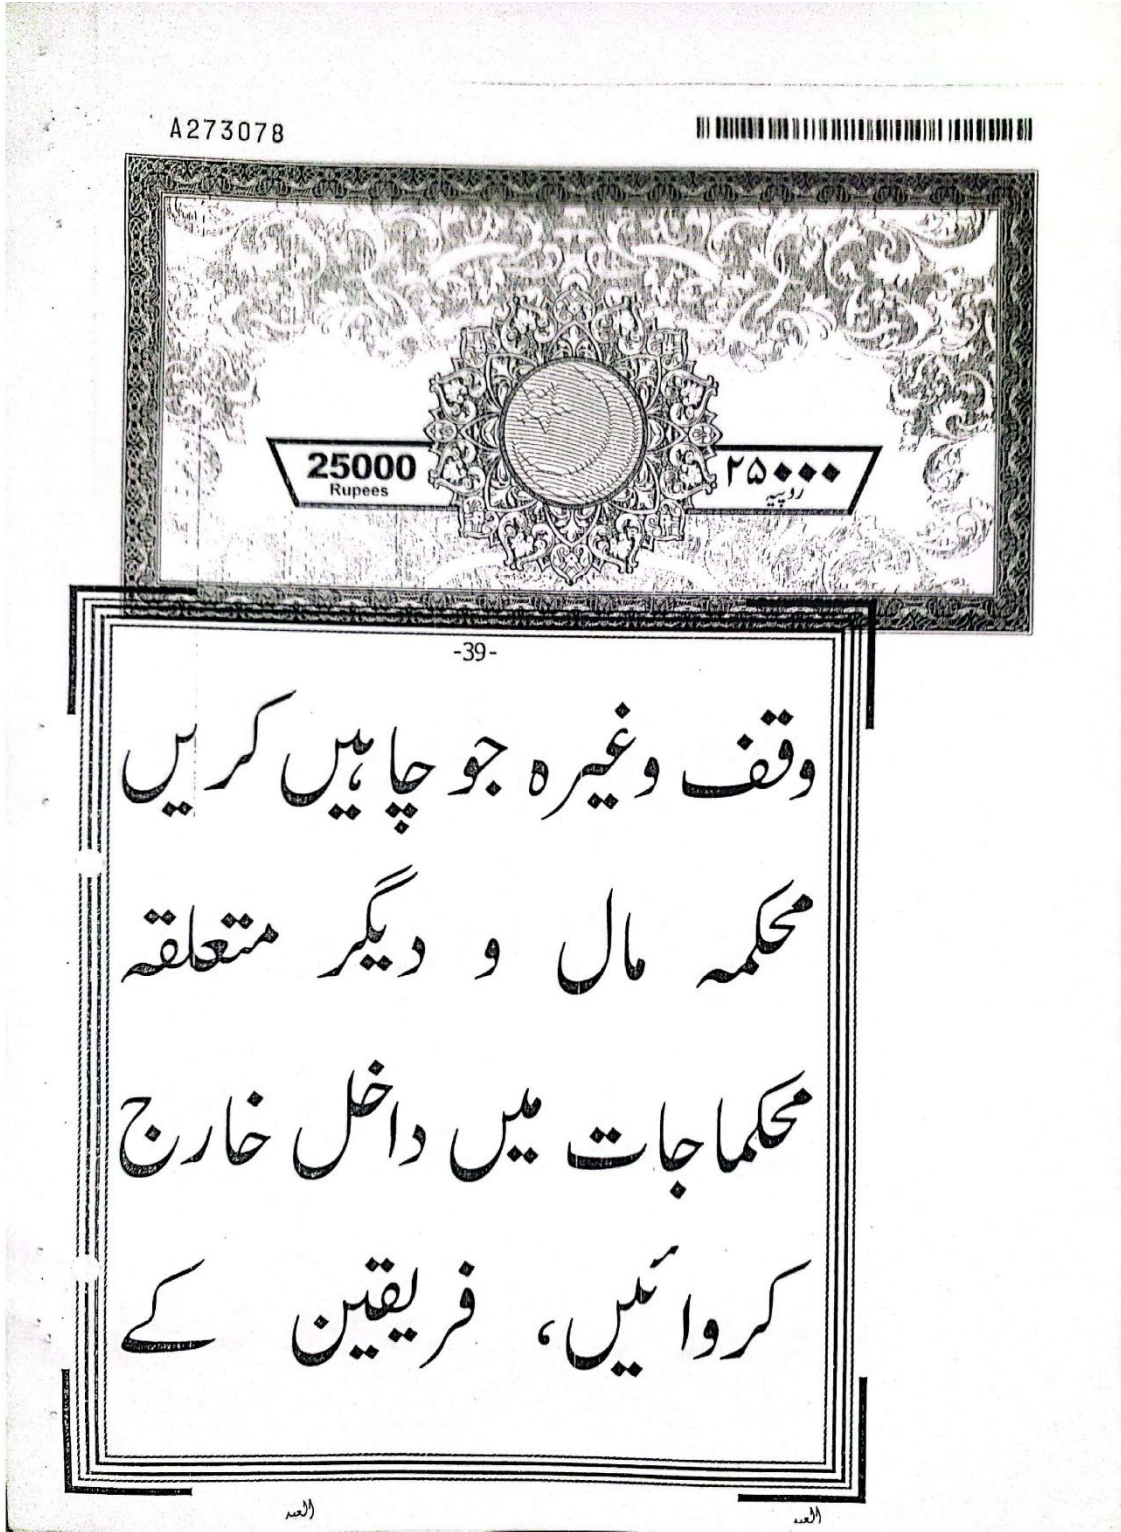 A273078
25000
Rupees
۲۵۰۰۰
روپیہ
-39-
وقف وغیرہ جو چاہیں کریں
محکمہ مال و دیگر متعلقہ
محکماجات میں داخل خارج
کروائیں، فریقین کے
العبد
العبد